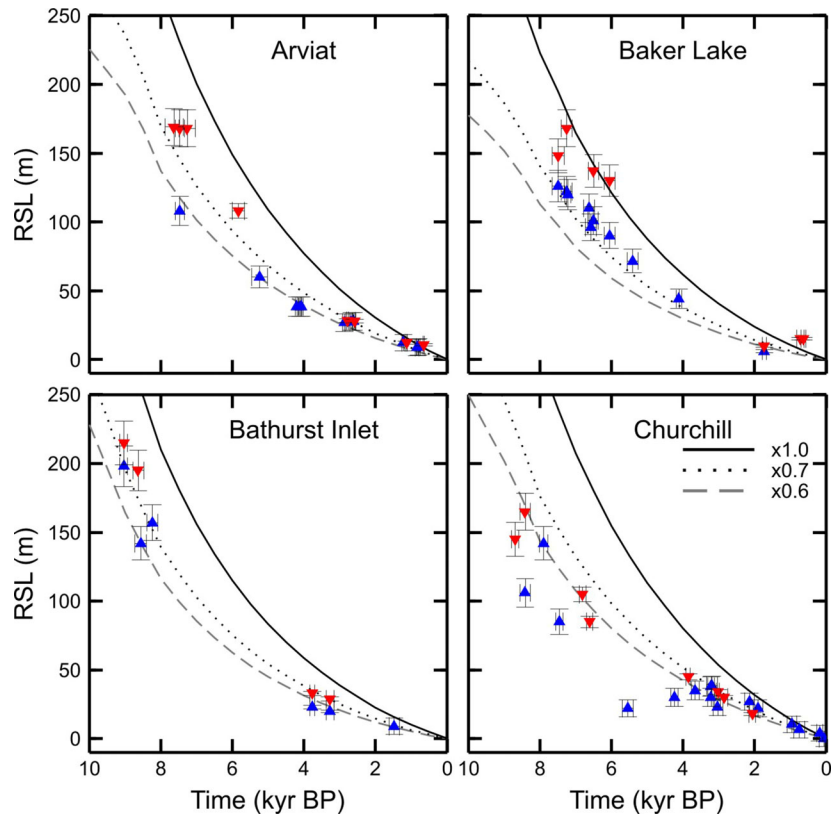 Arviat
Baker Lake
250
200
150
100
50
0
RSL (m)
Bathurst Inlet
Churchill
x1.0
x0.7
x0.6
250
200
150
100
50
0
RSL (m)
10 8 6 4 2 0
10 8 6 4 2 0
Time (kyr BP)
Time (kyr BP)